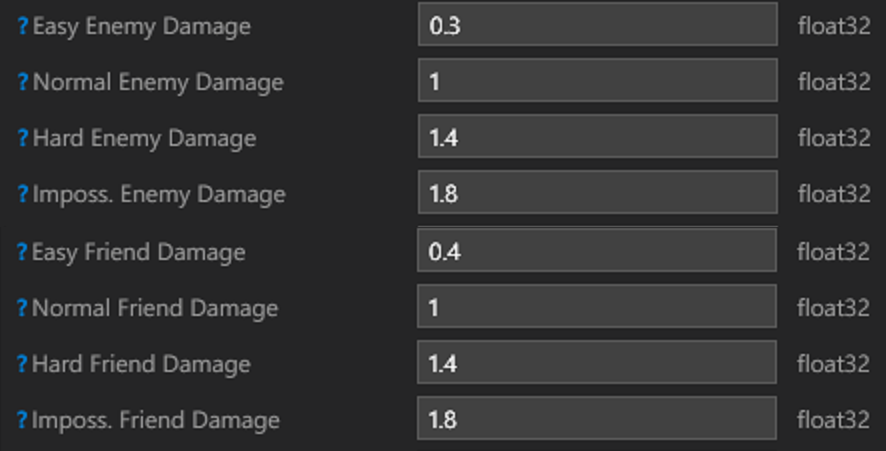 ? Easy Enemy Damage 0.3 float32
? Normal Enemy Damage 1 float32
? Hard Enemy Damage 1.4 float32
? Imposs. Enemy Damage 1.8 float32
? Easy Friend Damage 0.4 float32
? Normal Friend Damage 1 float32
? Hard Friend Damage 1.4 float32
? Imposs. Friend Damage 1.8 float32